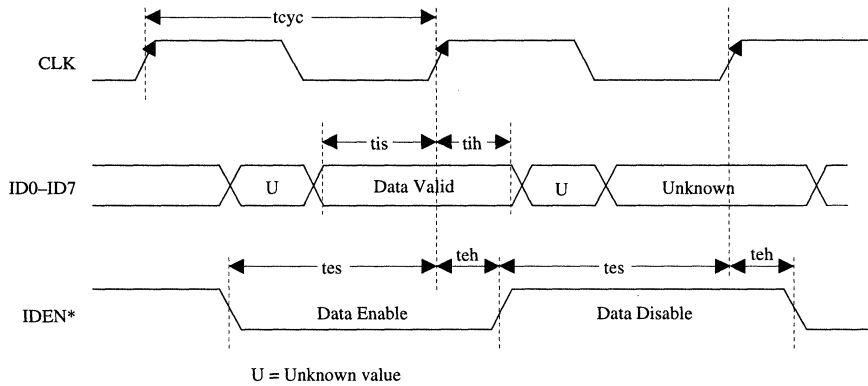 tcyc
CLK
tis
tih
ID0–ID7
U
Data Valid
U
Unknown
tes
teh
tes
teh
IDEN*
Data Enable
Data Disable
U = Unknown value